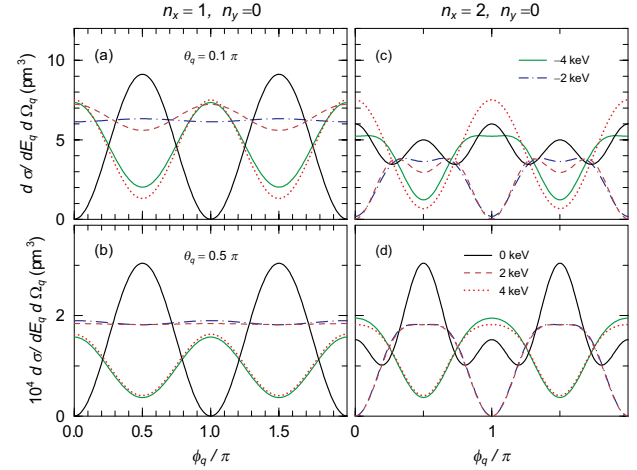 n_x = 1, n_y = 0
n_x = 2, n_y = 0
d σ/ dE_q d Ω_q (pm³)
10
5
0
(a)
θ_q = 0.1 π
(c)
−4 keV
−2 keV
10⁴ d σ/ dE_q d Ω_q (pm³)
2
0
(b)
θ_q = 0.5 π
(d)
0 keV
2 keV
4 keV
0.0
0.5
1.0
1.5
0
1
ϕ_q / π
ϕ_q / π